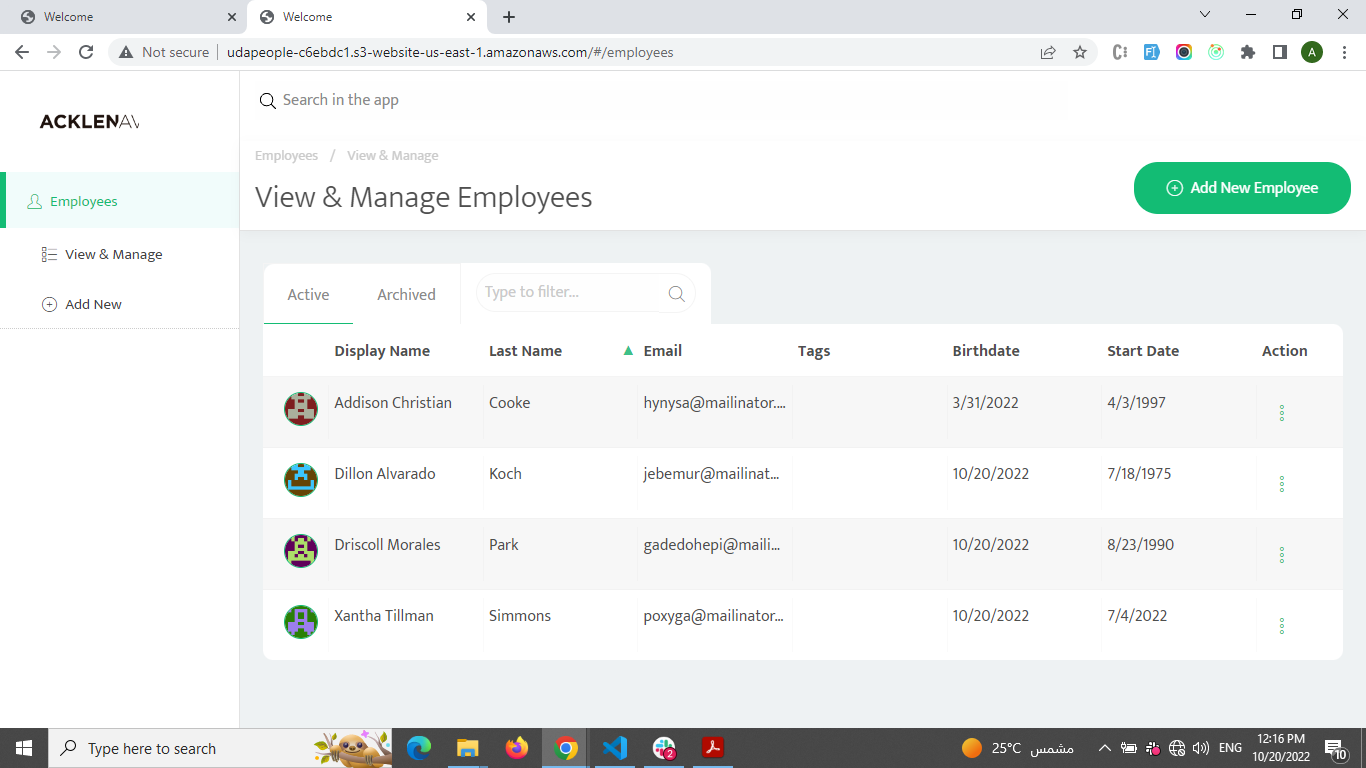 Welcome
Welcome
Not secure
udapeople-c6ebdc1.s3-website-us-east-1.amazonaws.com/#/employees
A
ACKLENAV
Search in the app
Employees / View & Manage
View & Manage Employees
Add New Employee
Employees
View & Manage
Add New
Active
Archived
Type to filter...
Display Name Last Name ▲ Email Tags Birthdate Start Date Action
Addison Christian Cooke hynysa@mailinator.... 3/31/2022 4/3/1997
Dillon Alvarado Koch jebemur@mailinat... 10/20/2022 7/18/1975
Driscoll Morales Park gadedohepi@maili... 10/20/2022 8/23/1990
Xantha Tillman Simmons poxyga@mailinator... 10/20/2022 7/4/2022
Type here to search
2
25°C مشمس
ENG
12:16 PM
10/20/2022
10